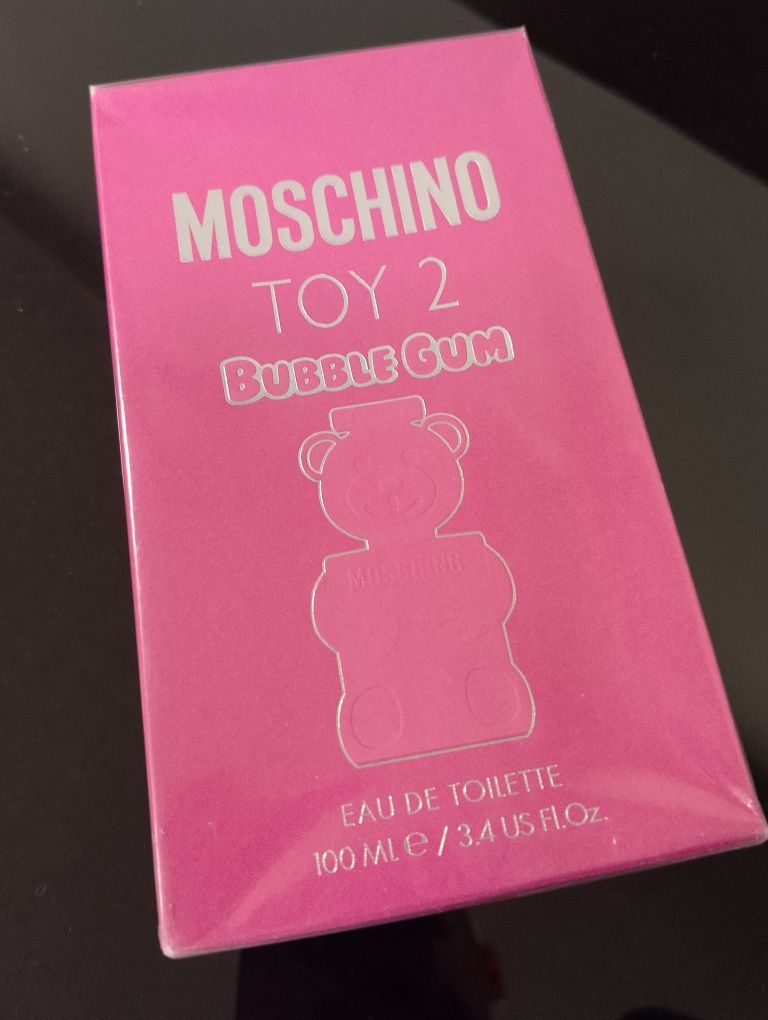 MOSCHINO
TOY 2
BUBBLE GUM
MOSCHINO
EAU DE TOILETTE
100 ML ℮ / 3.4 US Fl.Oz.